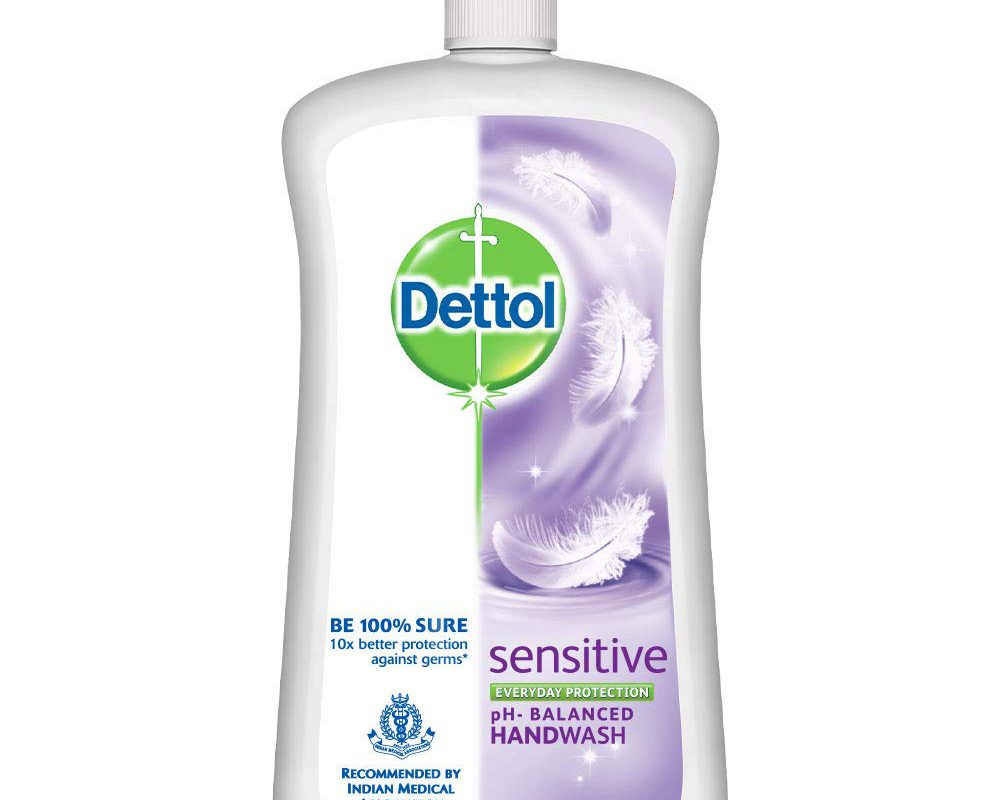 Dettol
BE 100% SURE
10x better protection
against germs*
RECOMMENDED BY
INDIAN MEDICAL
sensitive
EVERYDAY PROTECTION
pH- BALANCED
HANDWASH